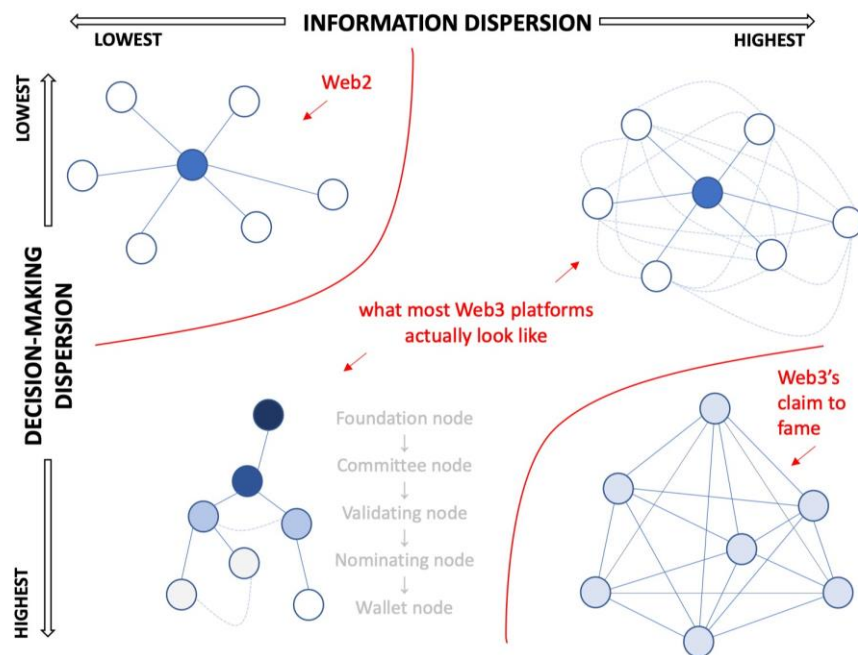 INFORMATION DISPERSION
LOWEST
HIGHEST
DECISION-MAKING
DISPERSION
LOWEST
HIGHEST
Web2
what most Web3 platforms
actually look like
Web3’s
claim to
fame
Foundation node
↓
Committee node
↓
Validating node
↓
Nominating node
↓
Wallet node